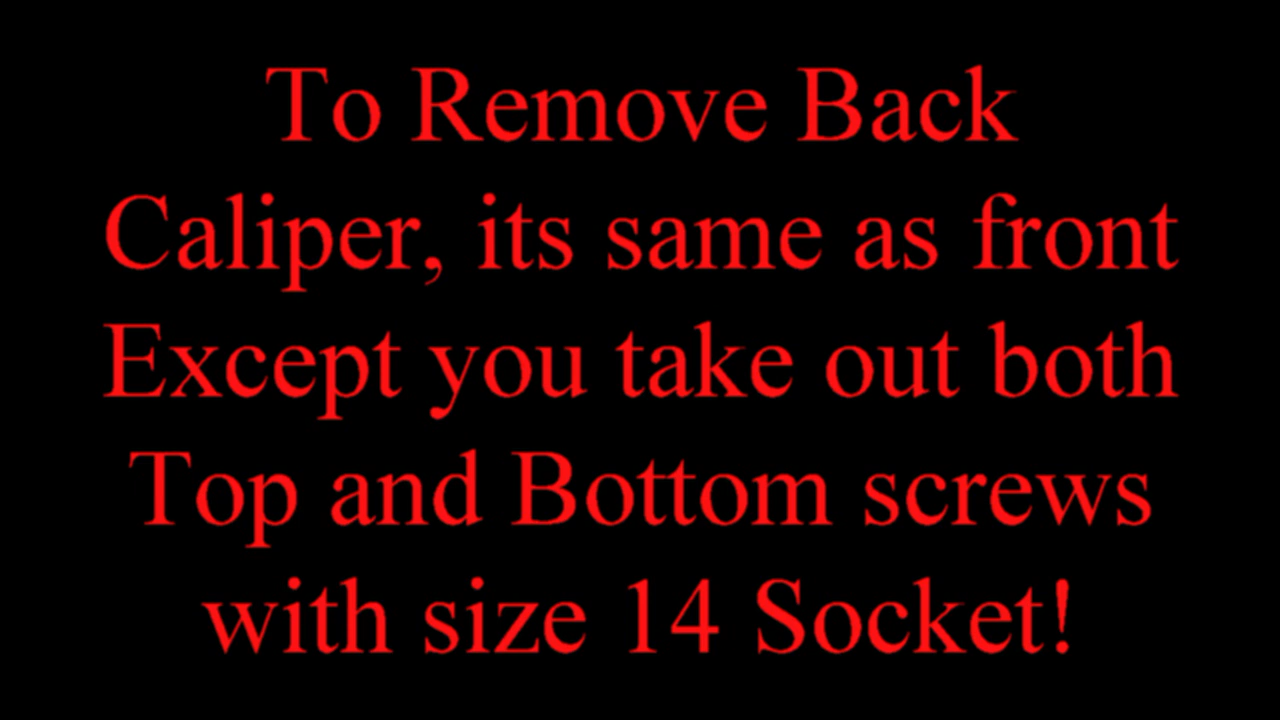 To Remove Back
Caliper, its same as front
Except you take out both
Top and Bottom screws
with size 14 Socket!